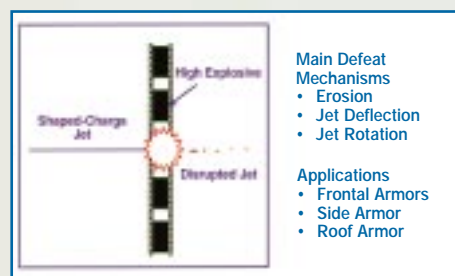 High Explosive
Shaped-Charge
Jet
Disrupted Jet
Main Defeat
Mechanisms
• Erosion
• Jet Deflection
• Jet Rotation
Applications
• Frontal Armors
• Side Armor
• Roof Armor